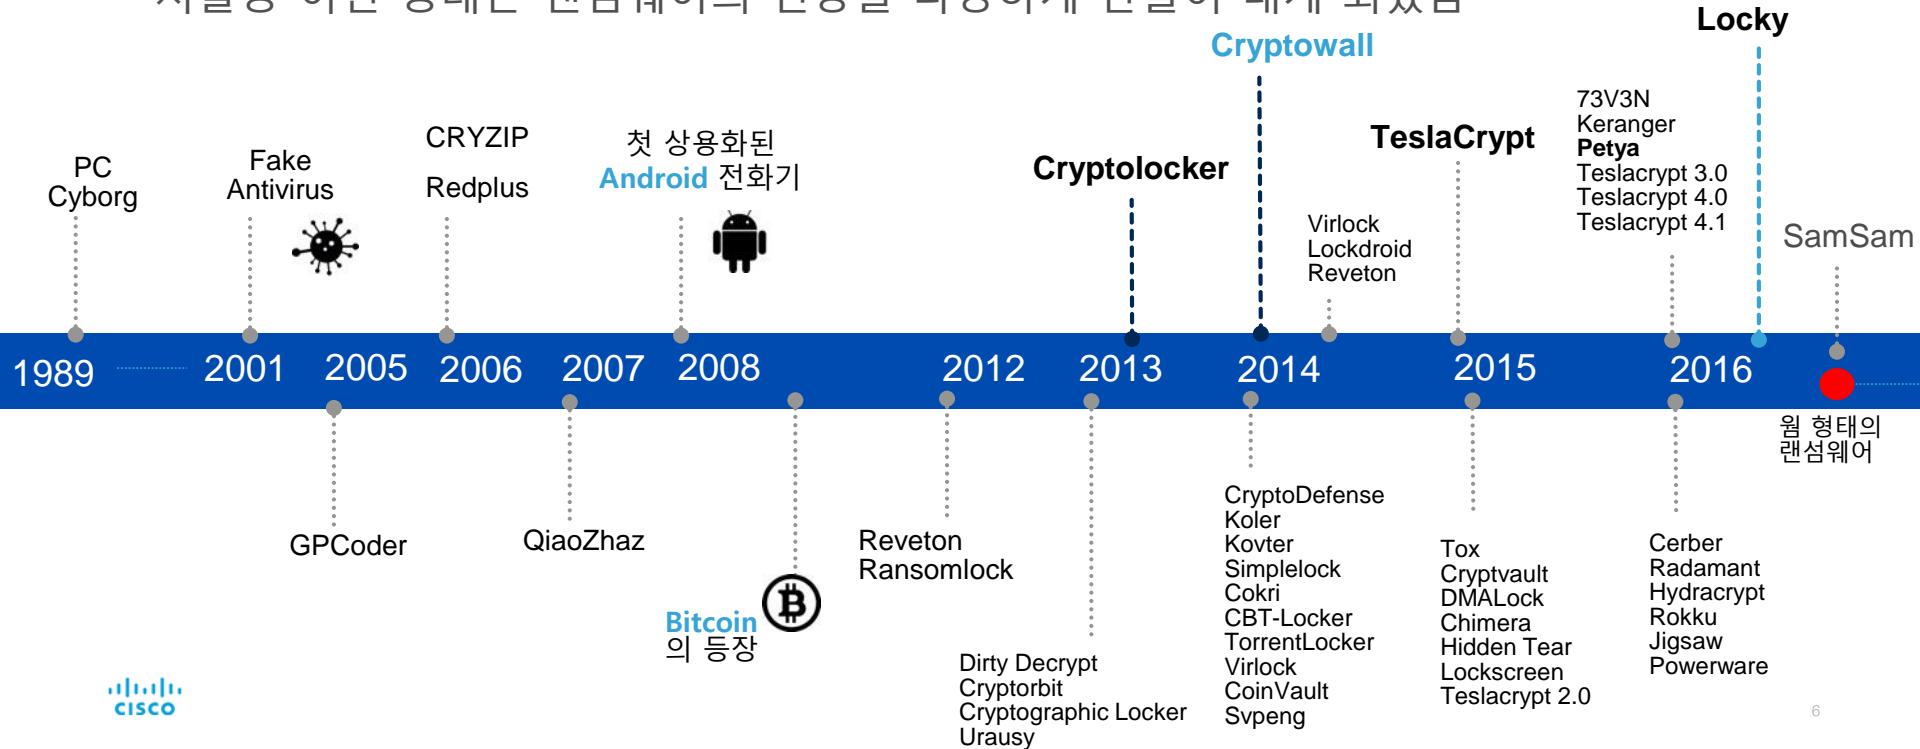 Locky
Cryptowall
73V3N
Keranger
Petya
Teslacrypt 3.0
Teslacrypt 4.0
Teslacrypt 4.1
CRYZIP
Redplus
첫 상용화된
Android 전화기
TeslaCrypt
PC
Cyborg
Fake
Antivirus
Cryptolocker
Virlock
Lockdroid
Reveton
SamSam
1989
2001
2005
2006
2007
2008
2012
2013
2014
2015
2016
웜 형태의
랜섬웨어
GPCoder
QiaoZhaz
Bitcoin
의 등장
Reveton
Ransomlock
Dirty Decrypt
Cryptorbit
Cryptographic Locker
Urausy
CryptoDefense
Koler
Kovter
Simplelock
Cokri
CBT-Locker
TorrentLocker
Virlock
CoinVault
Svpeng
Tox
Cryptvault
DMALock
Chimera
Hidden Tear
Lockscreen
Teslacrypt 2.0
Cerber
Radamant
Hydracrypt
Rokku
Jigsaw
Powerware
CISCO
6